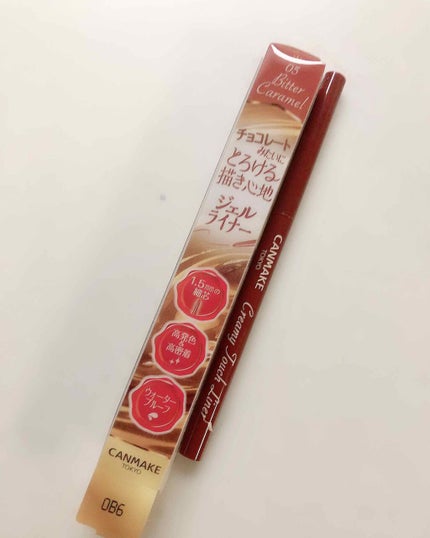 03
Bitter
Caramel
チョコレート
みたいに
とろける
描き心地
ジェル
ライナー
1.5mmの
細芯
高発色
&
高密着
ウォーター
プルーフ
CANMAKE
TOKYO
0B6
CANMAKE
TOKYO
Creamy Touch Liner